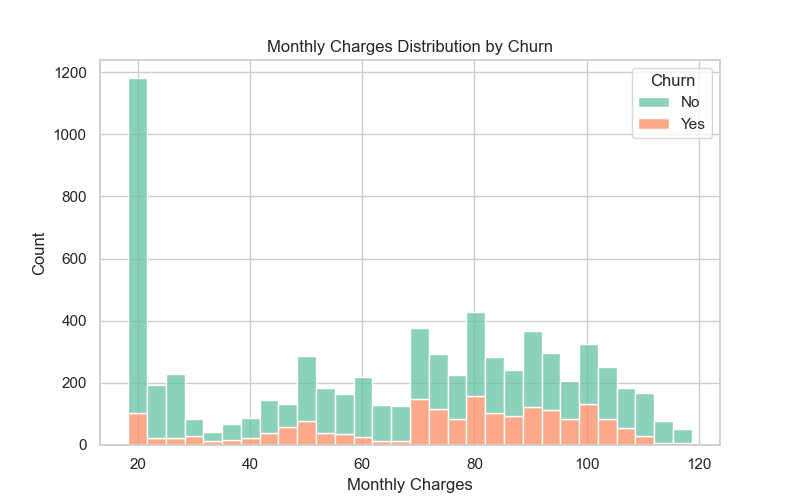 Monthly Charges Distribution by Churn
Churn
No
Yes
Count
1200
1000
800
600
400
200
0
20 40 60 80 100 120
Monthly Charges